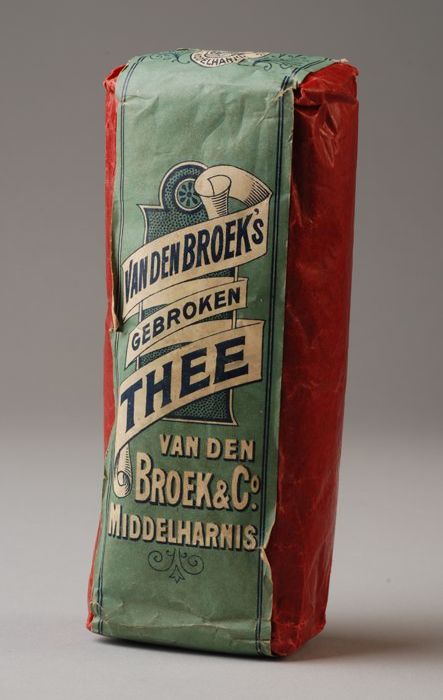 VAN DEN BROEK'S
GEBROKEN
THEE
VAN DEN
BROEK & Co.
MIDDELHARNIS